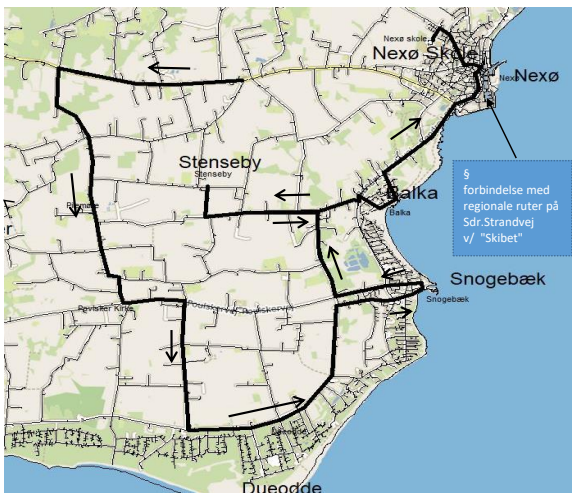 Nexø skole
Nexø Skole
Nexø
Nexø
Stenseby
Stenseby
§
forbindelse med
regionale ruter på
Sdr.Strandvej
v/ "Skibet"
Balka
Balka
Snogebæk
Snogebæk
Povlsker Kirke
Dueodde